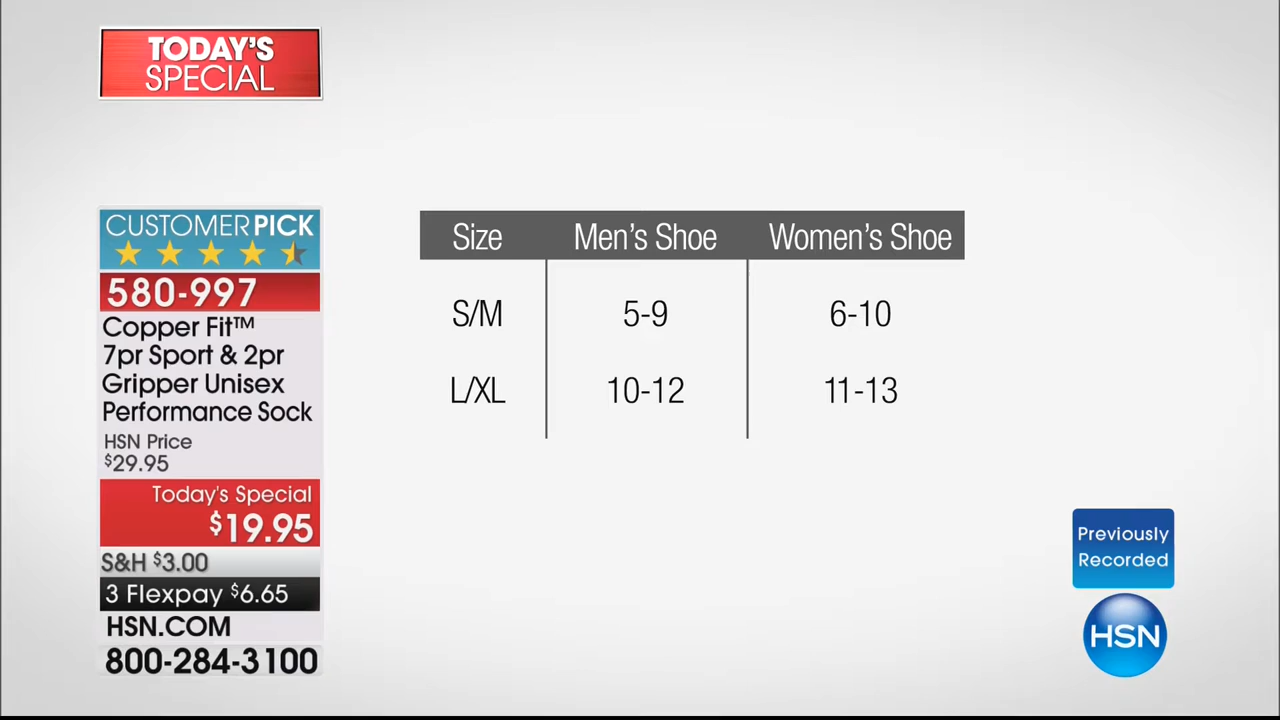 TODAY'S
SPECIAL
CUSTOMER PICK
580-997
Copper Fit™
7pr Sport & 2pr
Gripper Unisex
Performance Sock
HSN Price
$29.95
Today's Special
$19.95
S&H $3.00
3 Flexpay $6.65
HSN.COM
800-284-3100
Size Men's Shoe Women's Shoe
S/M 5-9 6-10
L/XL 10-12 11-13
Previously
Recorded
HSN